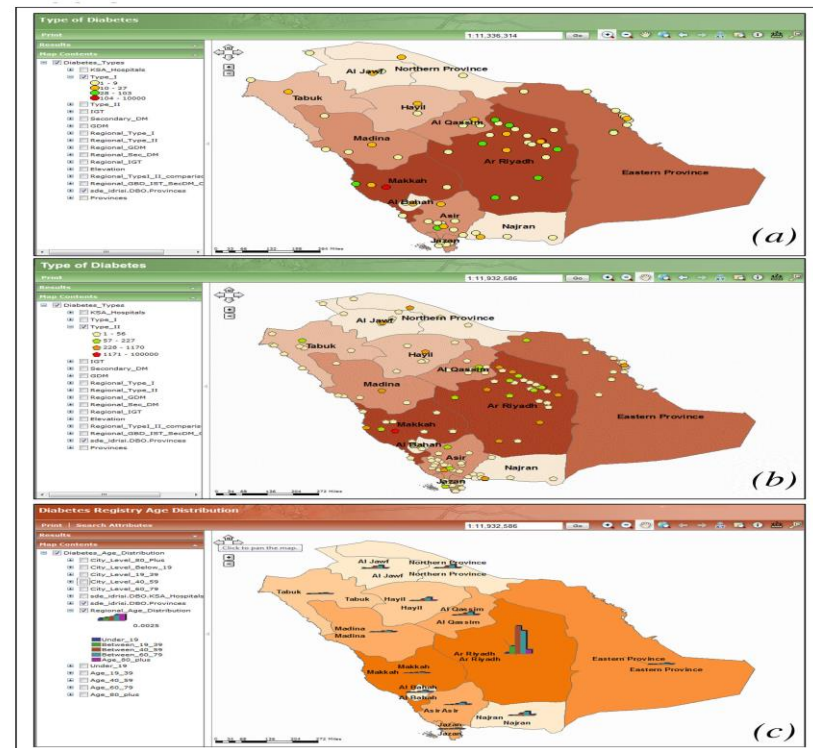 Type of Diabetes
Print
1:11,336,314
Go
Results
Map Contents
Diabetes_Types
KSA_Hospitals
Type_I
1 - 9
10 - 27
28 - 103
104 - 10000
Type_II
IGT
Secondary_DM
GDM
Regional_Type_I
Regional_Type_II
Regional_GDM
Regional_Sec_DM
Regional_IGT
Elevation
Regional_Type1_II_comparisc
Regional_GBD_IST_SecDM_C
sde_idrisi.DBO.Provinces
Provinces
Al Jawf
Northern Province
Tabuk
Hayil
Al Qassim
Madina
Ar Riyadh
Eastern Province
Makkah
Al Bahah
Asir
Najran
Jazan
(a)
Type of Diabetes
Print
1:11,932,586
Go
Results
Map Contents
Diabetes_Types
KSA_Hospitals
Type_I
Type_II
1 - 56
57 - 227
228 - 1170
1171 - 100000
IGT
Secondary_DM
GDM
Regional_Type_I
Regional_Type_II
Regional_GDM
Regional_Sec_DM
Regional_IGT
Elevation
Regional_Type1_II_comparisc
Regional_GBD_IST_SecDM_C
sde_idrisi.DBO.Provinces
Provinces
Al Jawf
Northern Province
Tabuk
Hayil
Al Qassim
Madina
Ar Riyadh
Eastern Province
Makkah
Al Bahah
Asir
Najran
Jazan
(b)
Diabetes Registry Age Distribution
Print | Search Attributes
1:11,932,586
Go
Results
Map Contents
Click to pan the map.
Diabetes_Age_Distribution
City_Level_80_Plus
City_Level_Below_19
City_Level_19_39
City_Level_40_59
City_Level_60_79
sde_idrisi.DBO.KSA_Hospitals
sde_idrisi.DBO.Provinces
Regional_Age_Distribution
0.0025
Under_19
Between_19_39
Between_40_59
Between_60_79
Age_80_plus
Under_19
Age_19_39
Age_40_59
Age_60_79
Age_80_plus
Al Jawf
Northern Province
Al Jawf
Northern Province
Tabuk
Tabuk
Hayil
Hayil
Al Qassim
Al Qassim
Madina
Madina
Ar Riyadh
Ar Riyadh
Eastern Province
Eastern Province
Makkah
Makkah
Al Bahah
Al Bahah
Asir
Asir
Najran
Najran
Jazan
Jazan
(c)